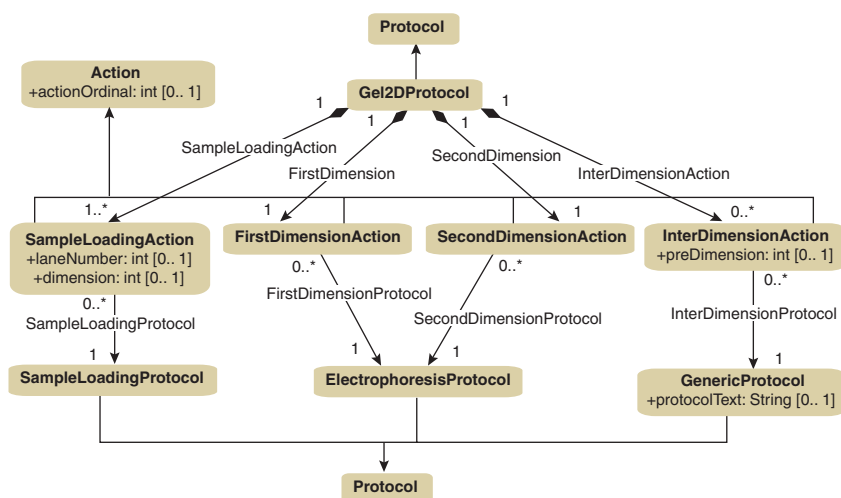 Protocol
Action
+actionOrdinal: int [0.. 1]
Gel2DProtocol
1
1
1
1
SampleLoadingAction
FirstDimension
SecondDimension
InterDimensionAction
1..*
1
1
0..*
SampleLoadingAction
+laneNumber: int [0.. 1]
+dimension: int [0.. 1]
FirstDimensionAction
SecondDimensionAction
InterDimensionAction
+preDimension: int [0.. 1]
0..*
0..*
0..*
0..*
SampleLoadingProtocol
FirstDimensionProtocol
SecondDimensionProtocol
InterDimensionProtocol
1
1
1
1
SampleLoadingProtocol
ElectrophoresisProtocol
GenericProtocol
+protocolText: String [0.. 1]
Protocol